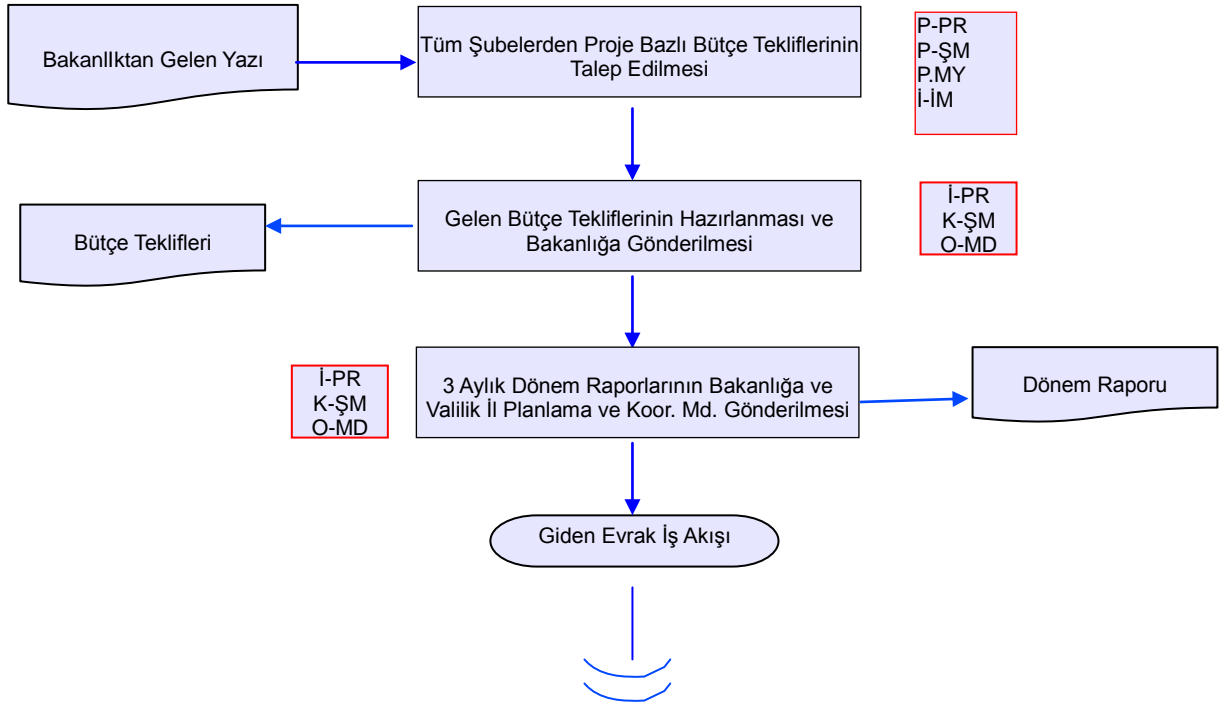 BakanlIktan Gelen Yazı
Tüm Şubelerden Proje Bazlı Bütçe Tekliflerinin
Talep Edilmesi
P-PR
P-ŞM
P.MY
İ-İM
Bütçe Teklifleri
Gelen Bütçe Tekliflerinin Hazırlanması ve
Bakanlığa Gönderilmesi
İ-PR
K-ŞM
O-MD
İ-PR
K-ŞM
O-MD
3 Aylık Dönem Raporlarının Bakanlığa ve
Valilik İl Planlama ve Koor. Md. Gönderilmesi
Dönem Raporu
Giden Evrak İş Akışı